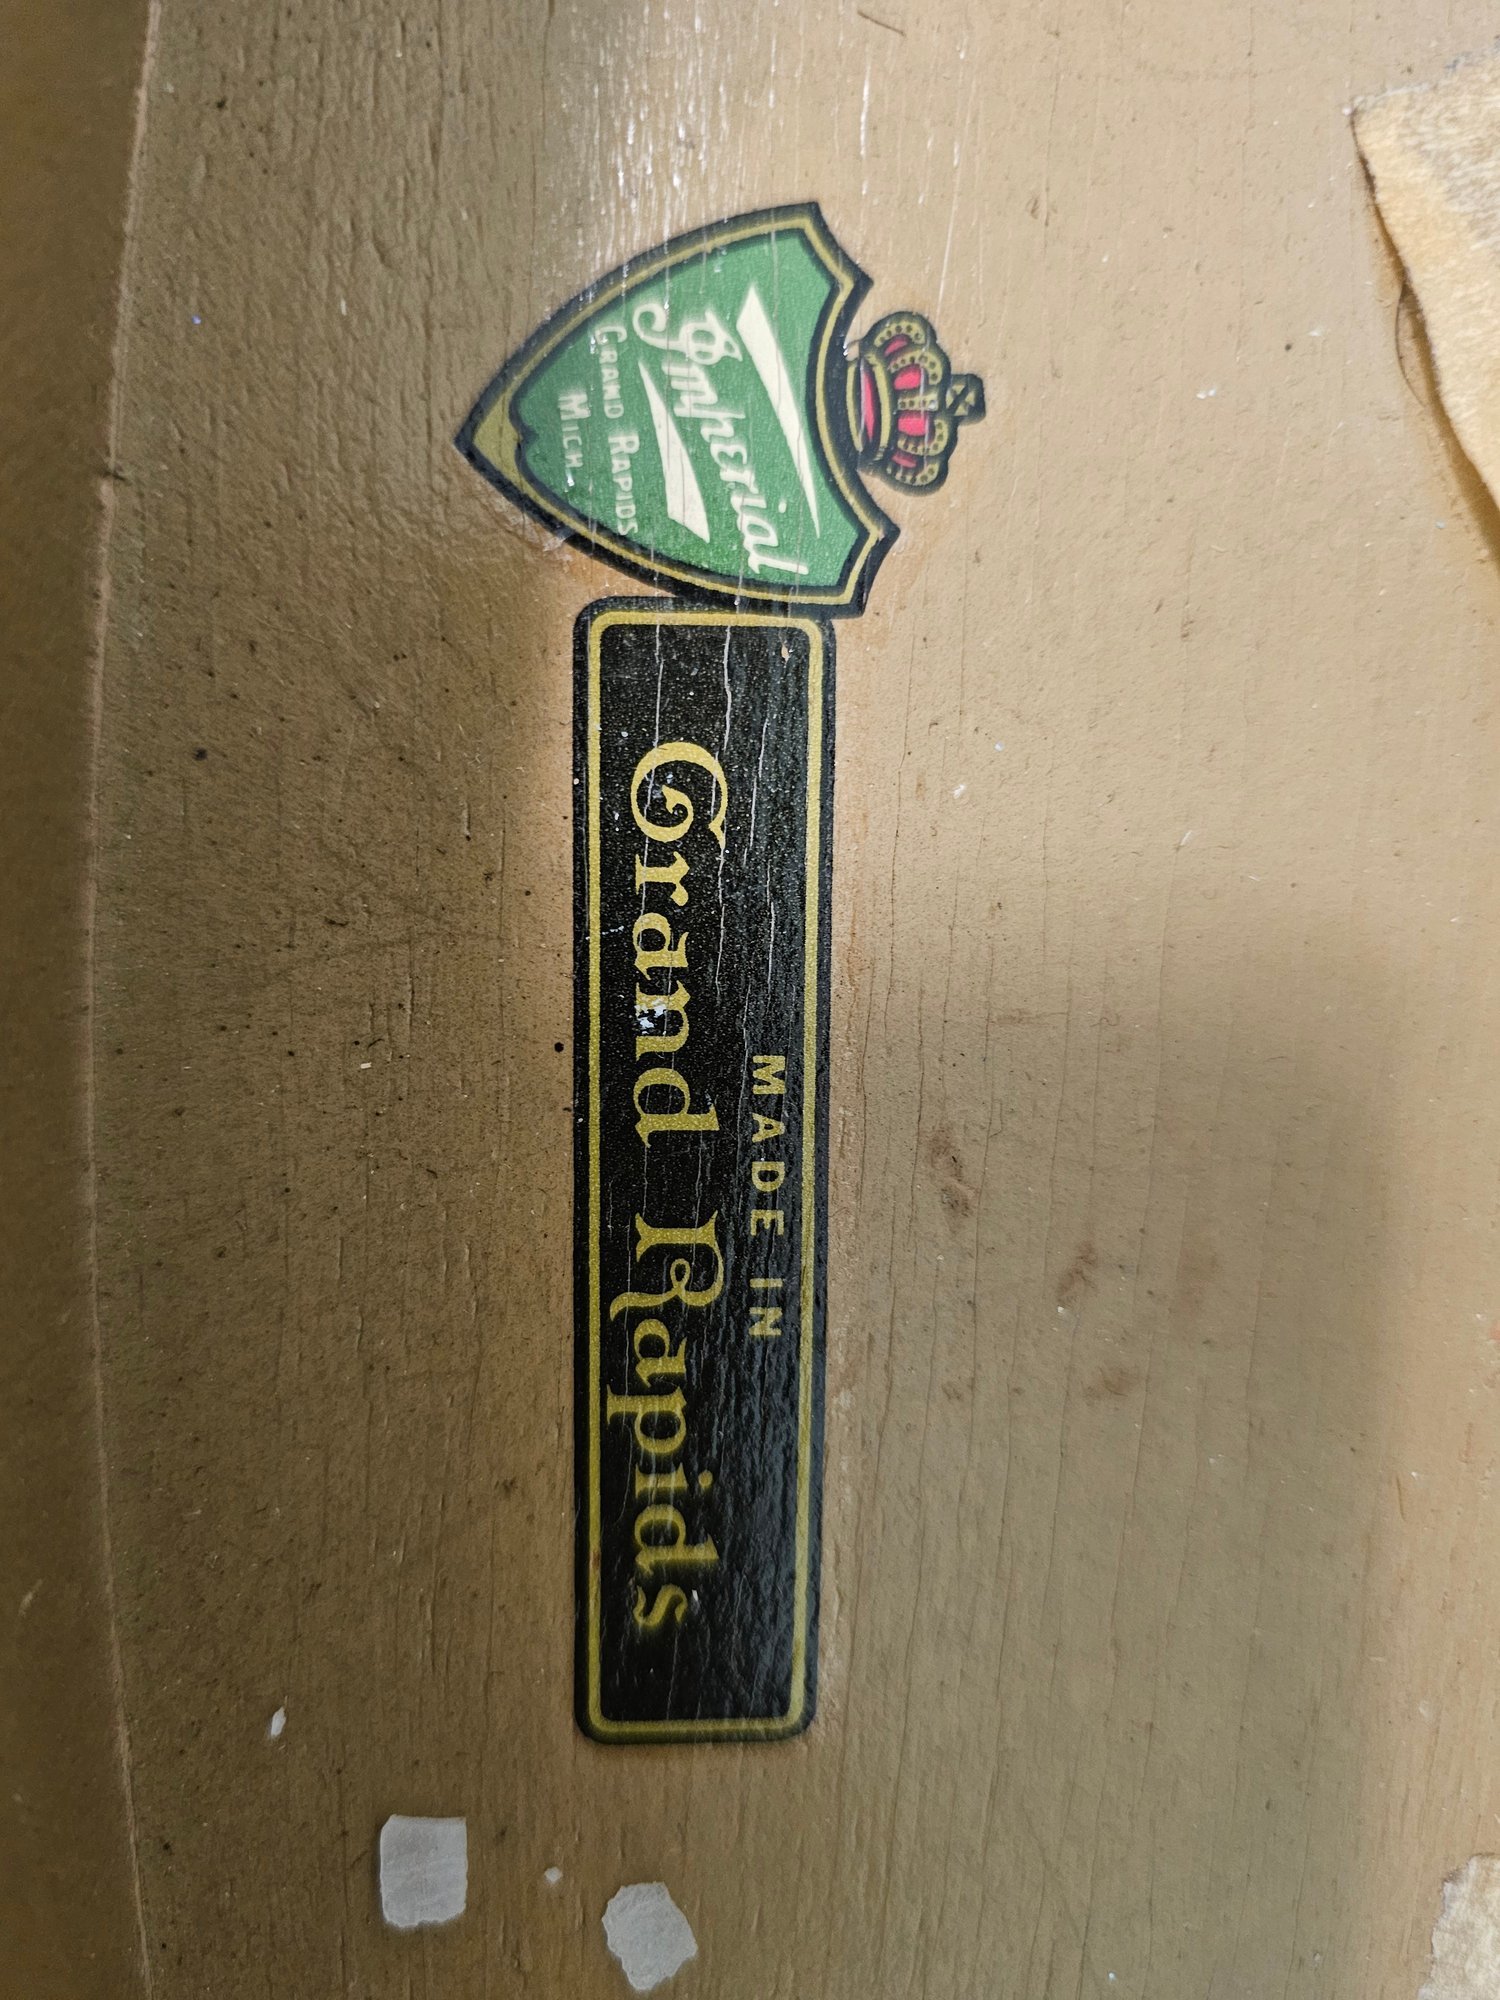 Imperial
GRAND RAPIDS
MICH.
MADE IN
Grand Rapids